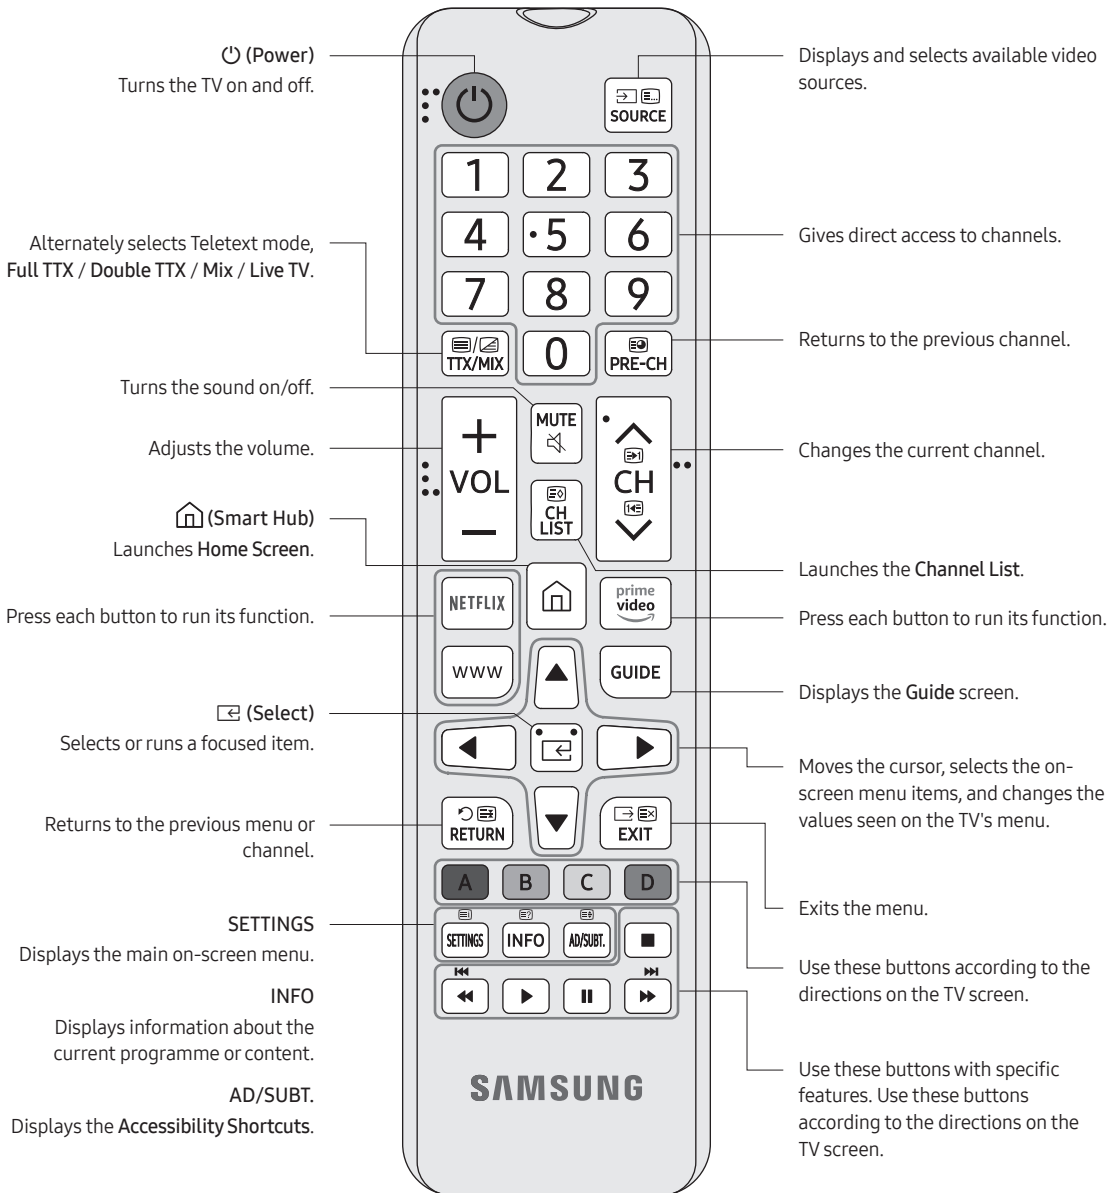 (Power)
Turns the TV on and off.
Alternately selects Teletext mode,
Full TTX / Double TTX / Mix / Live TV.
Turns the sound on/off.
Adjusts the volume.
(Smart Hub)
Launches Home Screen.
Press each button to run its function.
(Select)
Selects or runs a focused item.
Returns to the previous menu or
channel.
SETTINGS
Displays the main on-screen menu.
INFO
Displays information about the
current programme or content.
AD/SUBT.
Displays the Accessibility Shortcuts.
SOURCE
1 2 3
4 5 6
7 8 9
TTX/MIX 0 PRE-CH
+ MUTE
VOL CH
CH
LIST
—
NETFLIX prime
video
www GUIDE
RETURN EXIT
A B C D
SETTINGS INFO AD/SUBT.
SAMSUNG
Displays and selects available video
sources.
Gives direct access to channels.
Returns to the previous channel.
Changes the current channel.
Launches the Channel List.
Press each button to run its function.
Displays the Guide screen.
Moves the cursor, selects the on-
screen menu items, and changes the
values seen on the TV's menu.
Exits the menu.
Use these buttons according to the
directions on the TV screen.
Use these buttons with specific
features. Use these buttons
according to the directions on the
TV screen.